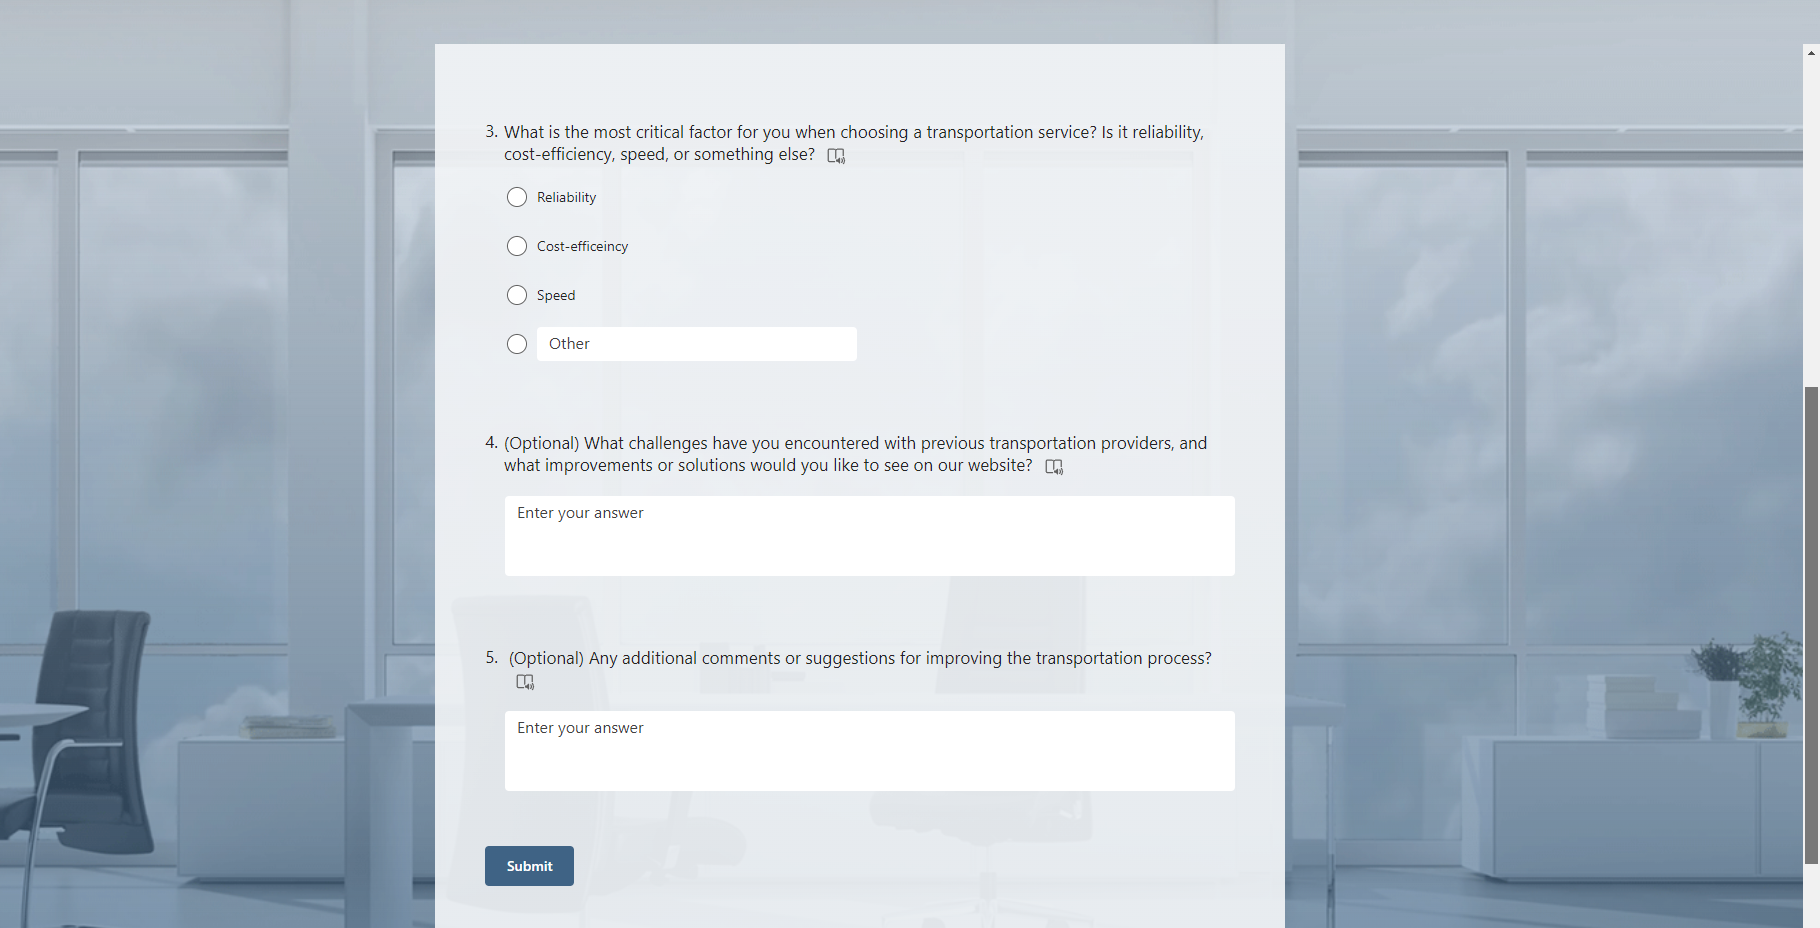 3. What is the most critical factor for you when choosing a transportation service? Is it reliability,
cost-efficiency, speed, or something else?
Reliability
Cost-efficeincy
Speed
Other
4. (Optional) What challenges have you encountered with previous transportation providers, and
what improvements or solutions would you like to see on our website?
Enter your answer
5. (Optional) Any additional comments or suggestions for improving the transportation process?
Enter your answer
Submit